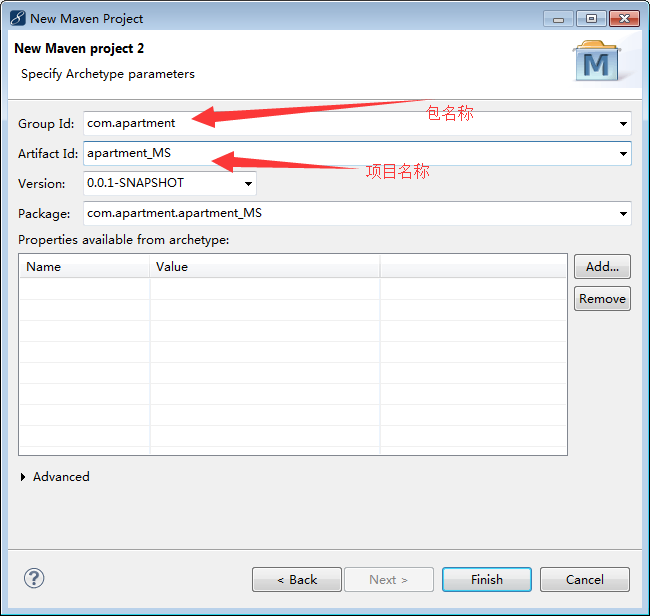 New Maven Project
New Maven project 2
Specify Archetype parameters
M
Group Id: com.apartment 包名称
Artifact Id: apartment_MS
项目名称
Version: 0.0.1-SNAPSHOT
Package: com.apartment.apartment_MS
Properties available from archetype:
Name Value Add...
Remove
Advanced
? < Back Next > Finish Cancel